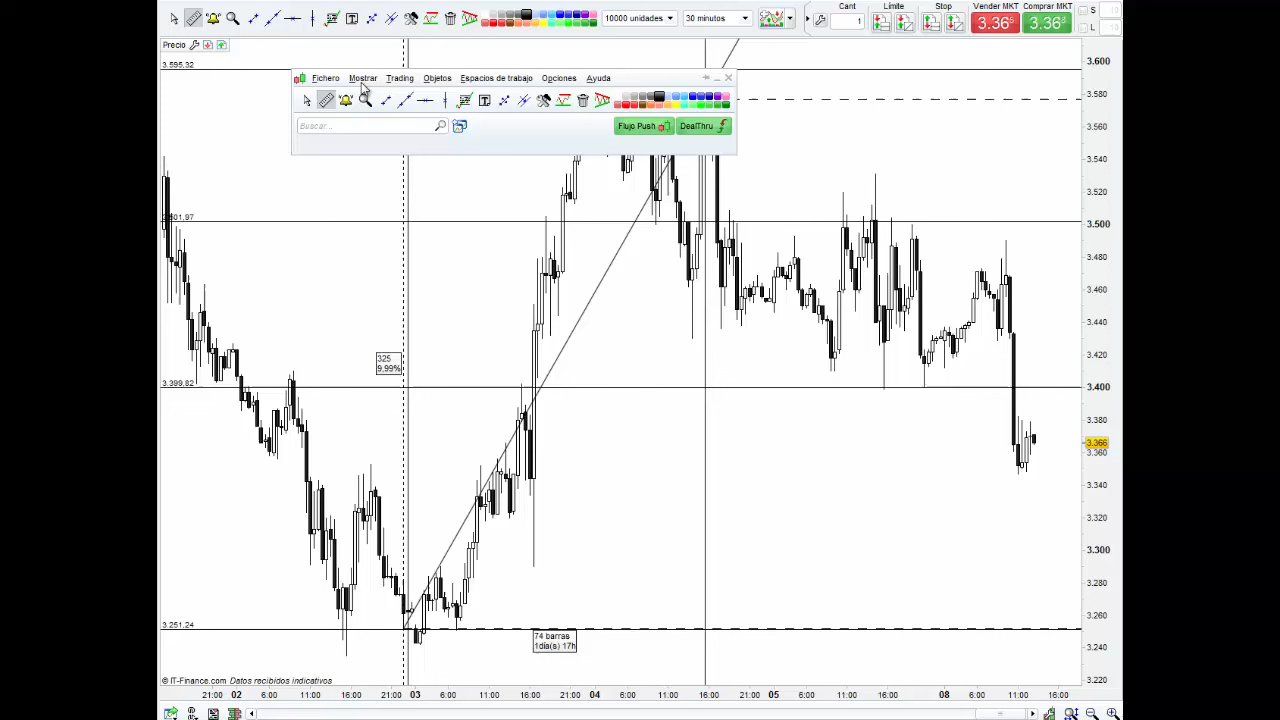 10000 unidades
30 minutos
Cant
1
Límite
Stop
Vender MKT
3.36⁵
Comprar MKT
S
10
L
10
Precio
3.595.32
Fichero Mostrar Trading Objetos Espacios de trabajo Opciones Ayuda
Buscar...
Flujo Push
DealThru
3.600
3.580
3.560
3.540
3.520
3.500
3.480
3.460
3.440
3.420
3.400
3.380
3.366
3.360
3.340
3.320
3.300
3.280
3.260
3.240
3.220
3.399.82
3.251.24
325
9,99%
74 barras
1día(s) 17h
© IT-Finance.com Datos recibidos indicativos
21:00 02 6:00 11:00 16:00 21:00 03 6:00 11:00 16:00 21:00 04 6:00 11:00 16:00 21:00 05 11:00 16:00 08 6:00 11:00 16:00